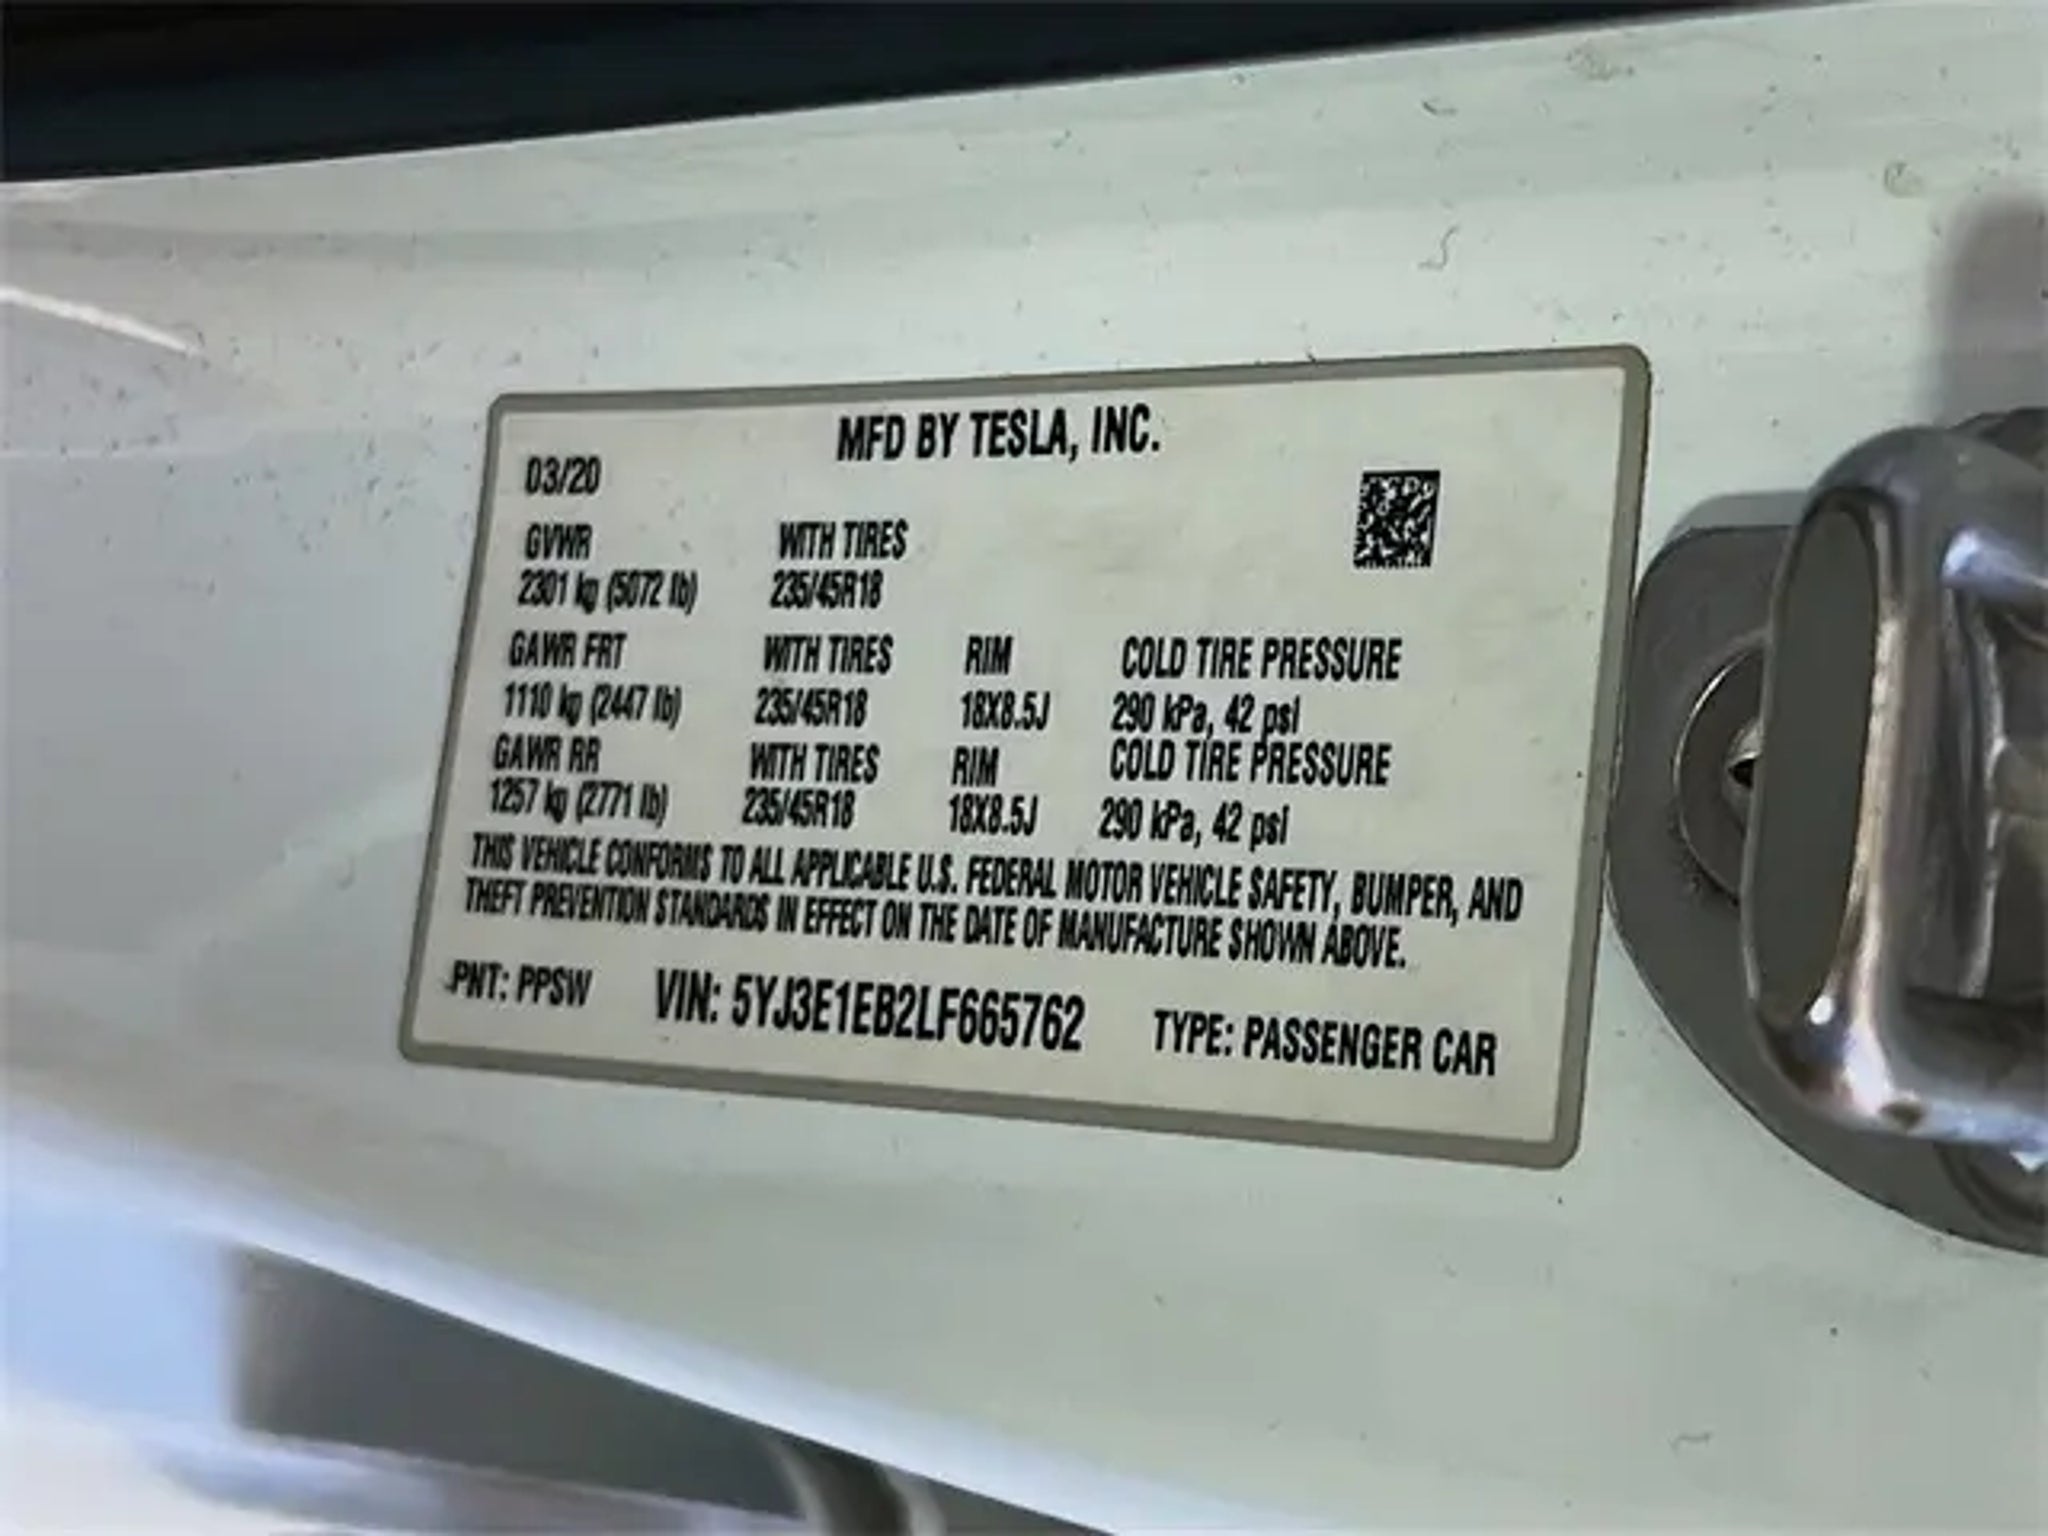 MFD BY TESLA, INC.
03/20
GVWR WITH TIRES
2301 kg (5072 lb) 235/45R18
GAWR FRT WITH TIRES RIM COLD TIRE PRESSURE
1110 kg (2447 lb) 235/45R18 18X8.5J 290 kPa, 42 psi
GAWR RR WITH TIRES RIM COLD TIRE PRESSURE
1257 kg (2771 lb) 235/45R18 18X8.5J 290 kPa, 42 psi
THIS VEHICLE CONFORMS TO ALL APPLICABLE U.S. FEDERAL MOTOR VEHICLE SAFETY, BUMPER, AND
THEFT PREVENTION STANDARDS IN EFFECT ON THE DATE OF MANUFACTURE SHOWN ABOVE.
PNT: PPSW VIN: 5YJ3E1EB2LF665762 TYPE: PASSENGER CAR